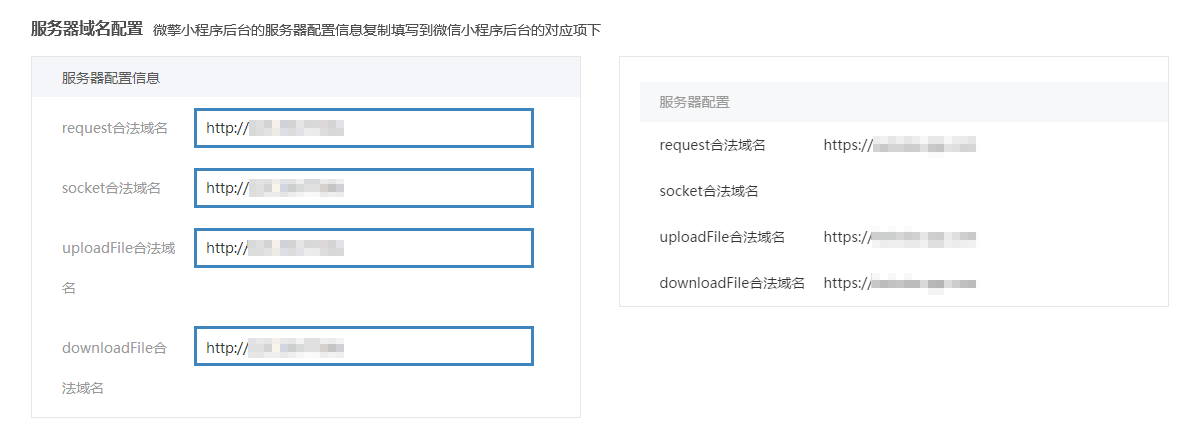 服务器域名配置 微擎小程序后台的服务器配置信息复制填写到微信小程序后台的对应项下
服务器配置信息
request合法域名 http://
socket合法域名 http://
uploadFile合法域 http://
名
downloadFile合 http://
法域名
服务器配置
request合法域名 https://
socket合法域名
uploadFile合法域名 https://
downloadFile合法域名 https://